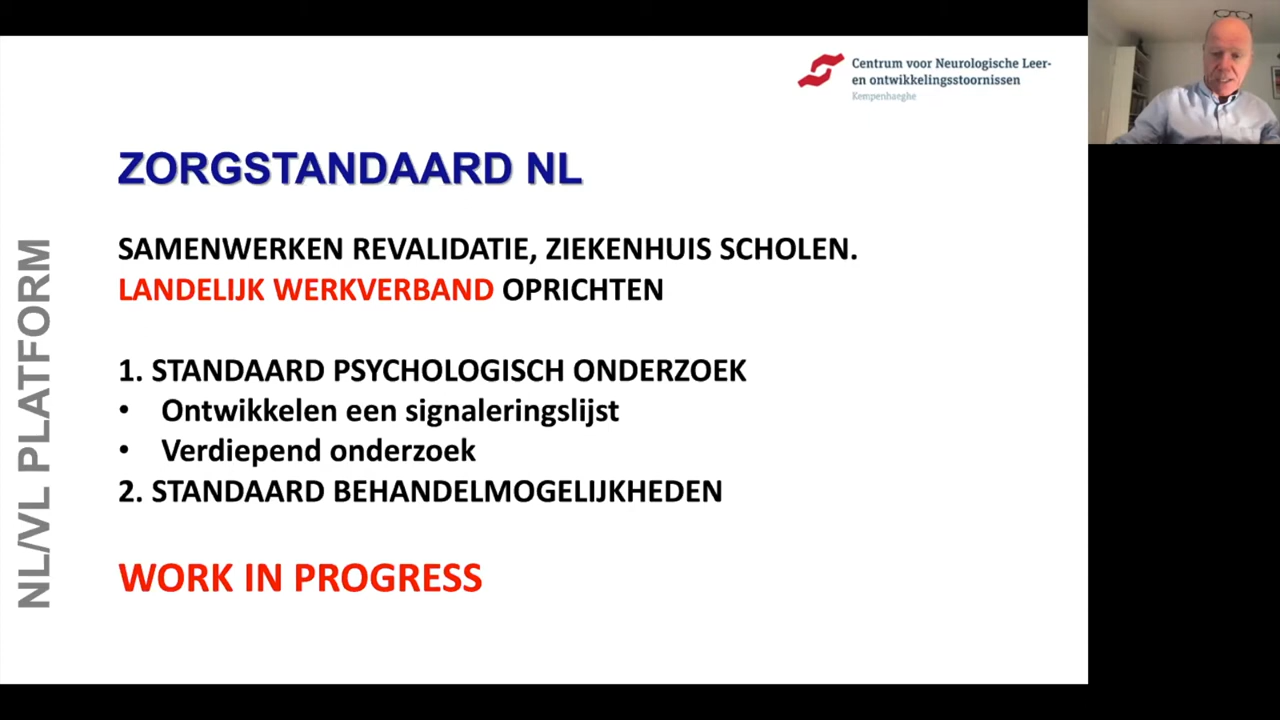 Centrum voor Neurologische Leer-
en ontwikkelingsstoornissen
Kempenhaeghe
ZORGSTANDAARD NL
SAMENWERKEN REVALIDATIE, ZIEKENHUIS SCHOLEN.
LANDELIJK WERKVERBAND OPRICHTEN
1. STANDAARD PSYCHOLOGISCH ONDERZOEK
• Ontwikkelen een signaleringslijst
• Verdiepend onderzoek
2. STANDAARD BEHANDELMOGELIJKHEDEN
WORK IN PROGRESS
NL/VL PLATFORM